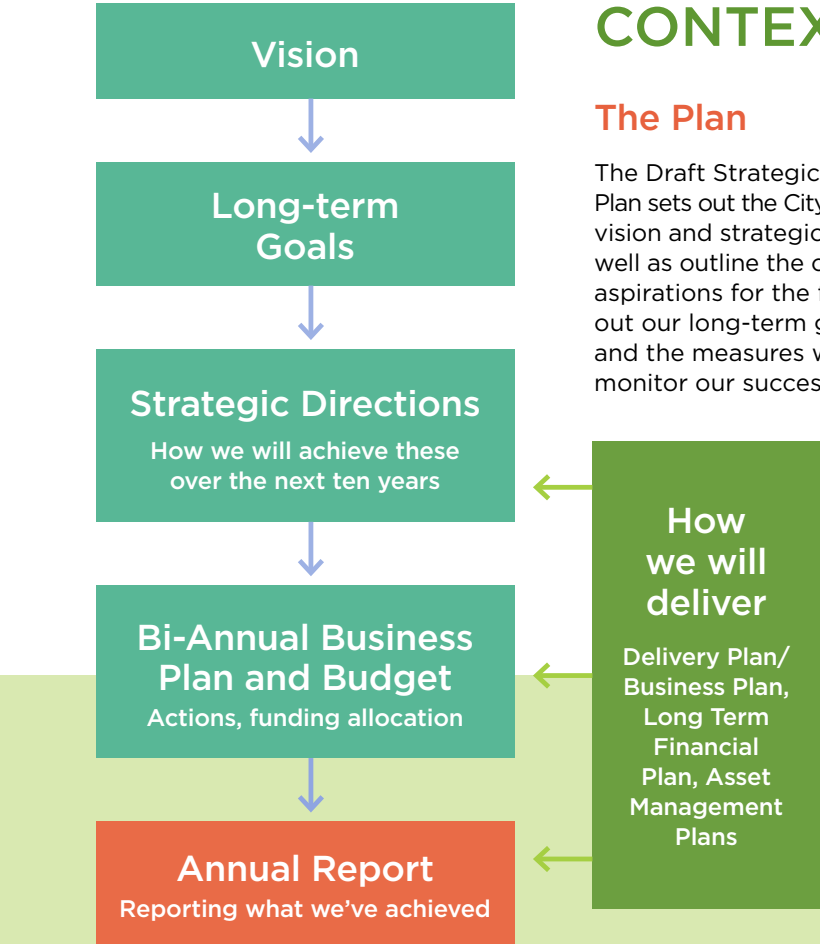 Vision
Long-term
Goals
Strategic Directions
How we will achieve these
over the next ten years
Bi-Annual Business
Plan and Budget
Actions, funding allocation
Annual Report
Reporting what we've achieved
The Plan
The Draft Strategic
Plan sets out the City
vision and strategic
well as outline the
aspirations for the
out our long-term
and the measures
monitor our
How
we will
deliver
Delivery Plan/
Business Plan,
Long Term
Financial
Plan, Asset
Management
Plans